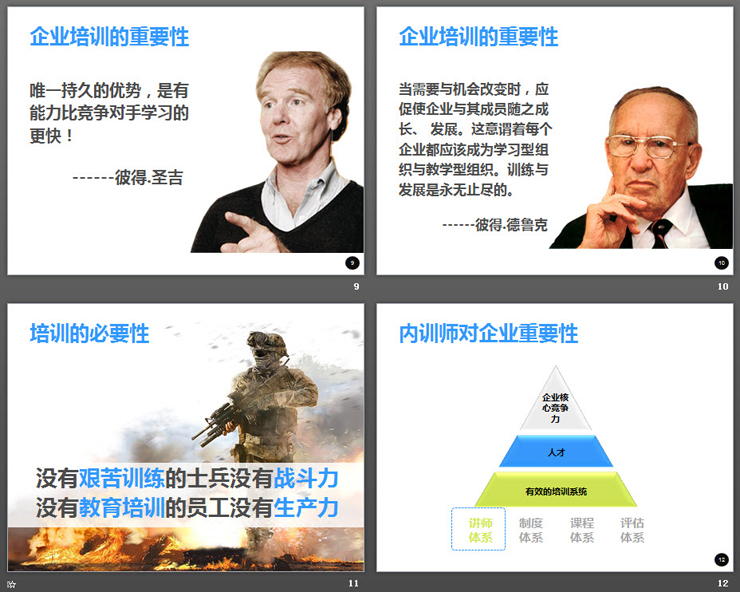 企业培训的重要性
唯一持久的优势，是有
能力比竞争对手学习的
更快！
------彼得.圣吉
9
9
企业培训的重要性
当需要与机会改变时，应
促使企业与其成员随之成
长、 发展。这意谓着每个
企业都应该成为学习型组
织与教学型组织。训练与
发展是永无止尽的。
------彼得.德鲁克
10
10
培训的必要性
没有艰苦训练的士兵没有战斗力
没有教育培训的员工没有生产力
11
内训师对企业重要性
企业核
心竞争
力
人才
有效的培训系统
讲师 制度 课程 评估
体系 体系 体系 体系
12
12